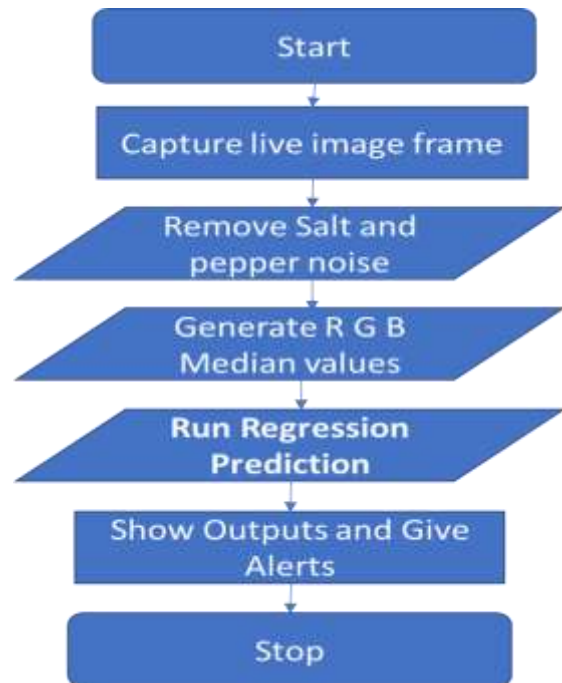 Start
Capture live image frame
Remove Salt and
pepper noise
Generate R G B
Median values
Run Regression
Prediction
Show Outputs and Give
Alerts
Stop